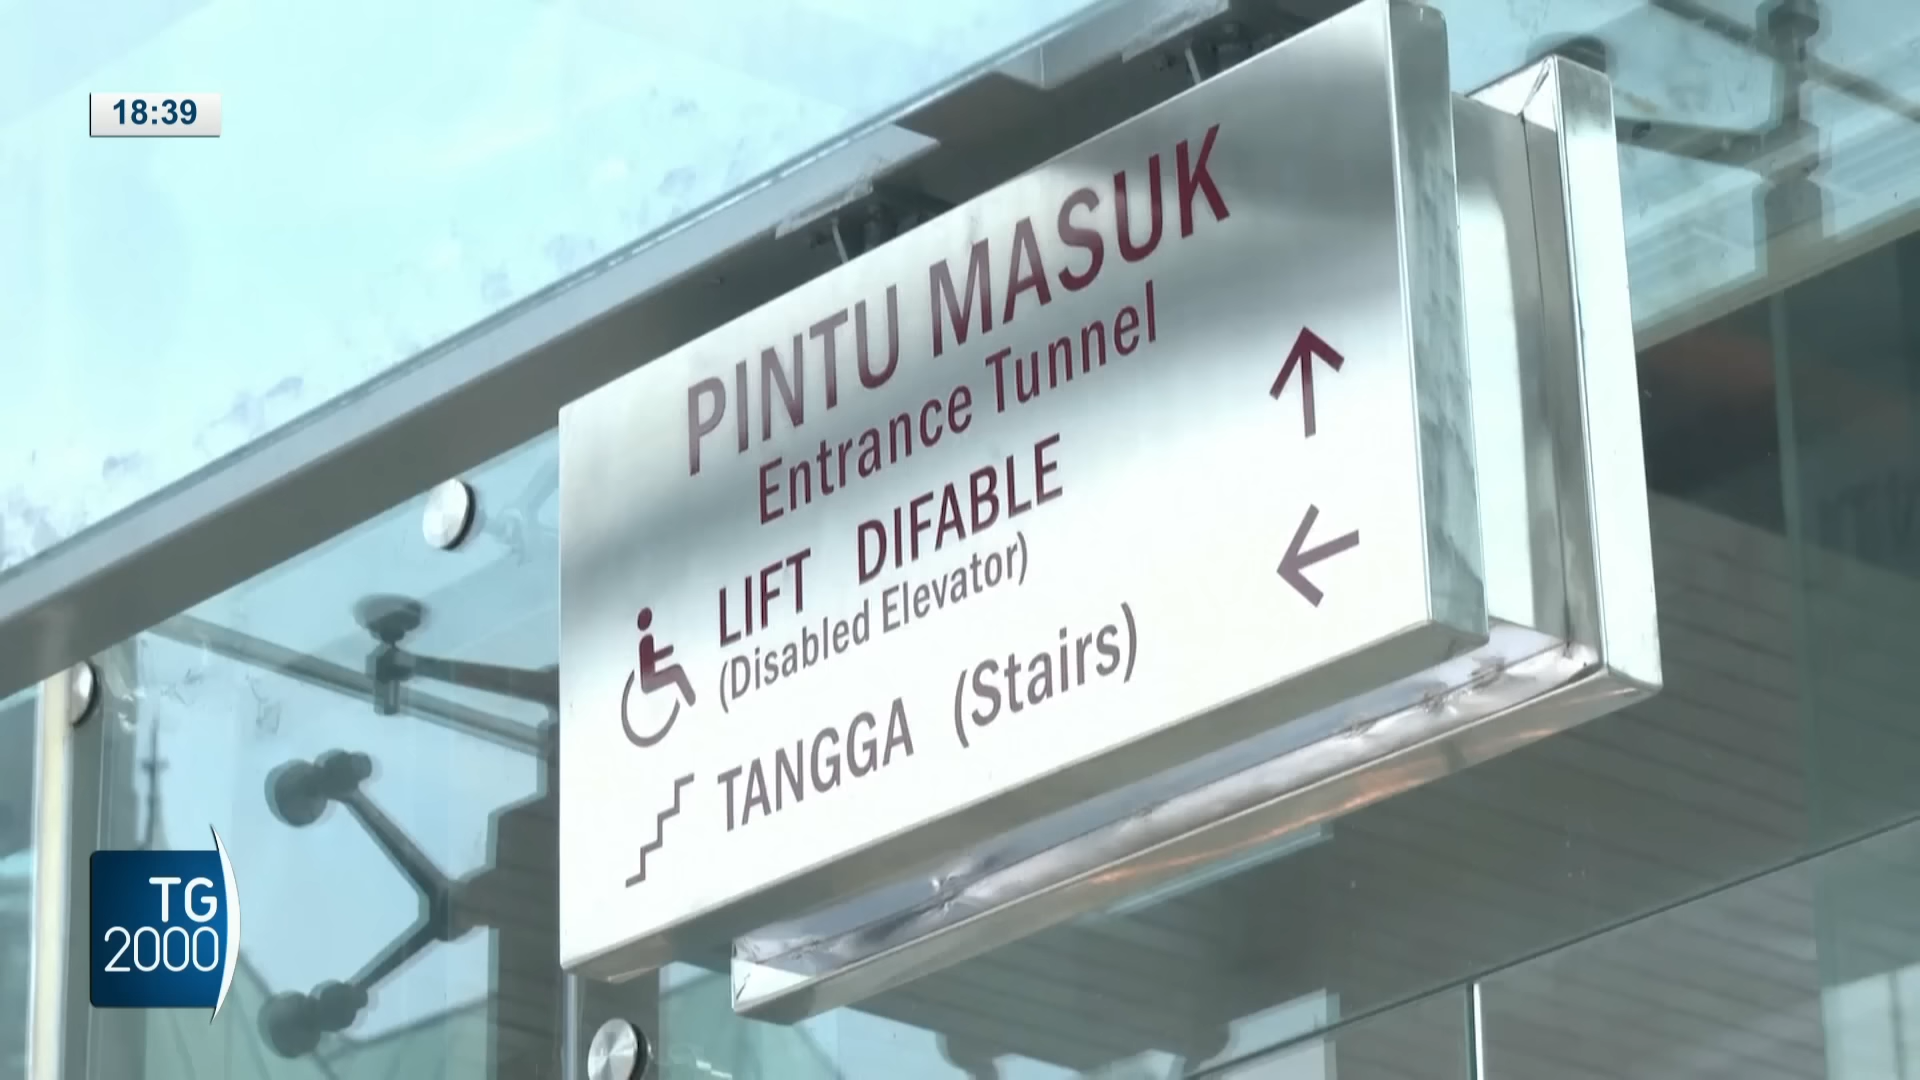 18:39
PINTU MASUK
Entrance Tunnel
LIFT DIFABLE
(Disabled Elevator)
TANGGA (Stairs)
TG
2000